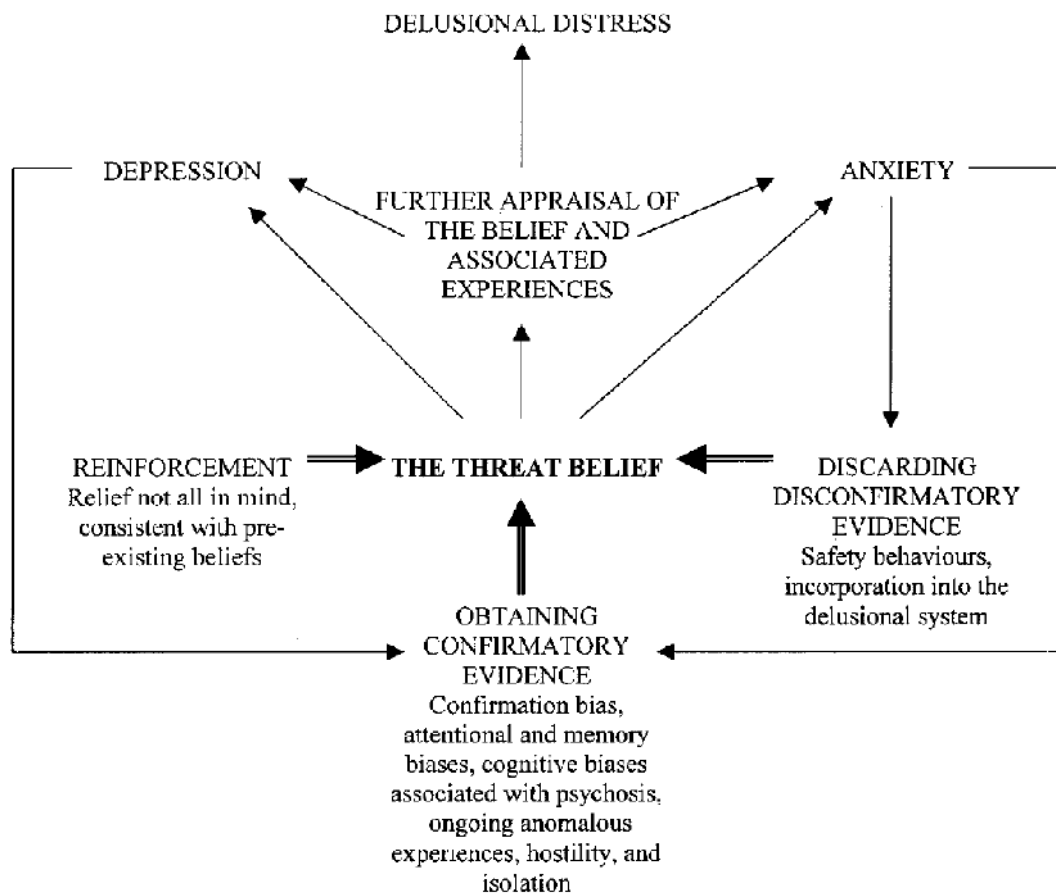 DELUSIONAL DISTRESS
DEPRESSION
ANXIETY
FURTHER APPRAISAL OF
THE BELIEF AND
ASSOCIATED
EXPERIENCES
REINFORCEMENT
Relief not all in mind,
consistent with pre-
existing beliefs
THE THREAT BELIEF
DISCARDING
DISCONFIRMATORY
EVIDENCE
Safety behaviours,
incorporation into the
delusional system
OBTAINING
CONFIRMATORY
EVIDENCE
Confirmation bias,
attentional and memory
biases, cognitive biases
associated with psychosis,
ongoing anomalous
experiences, hostility, and
isolation